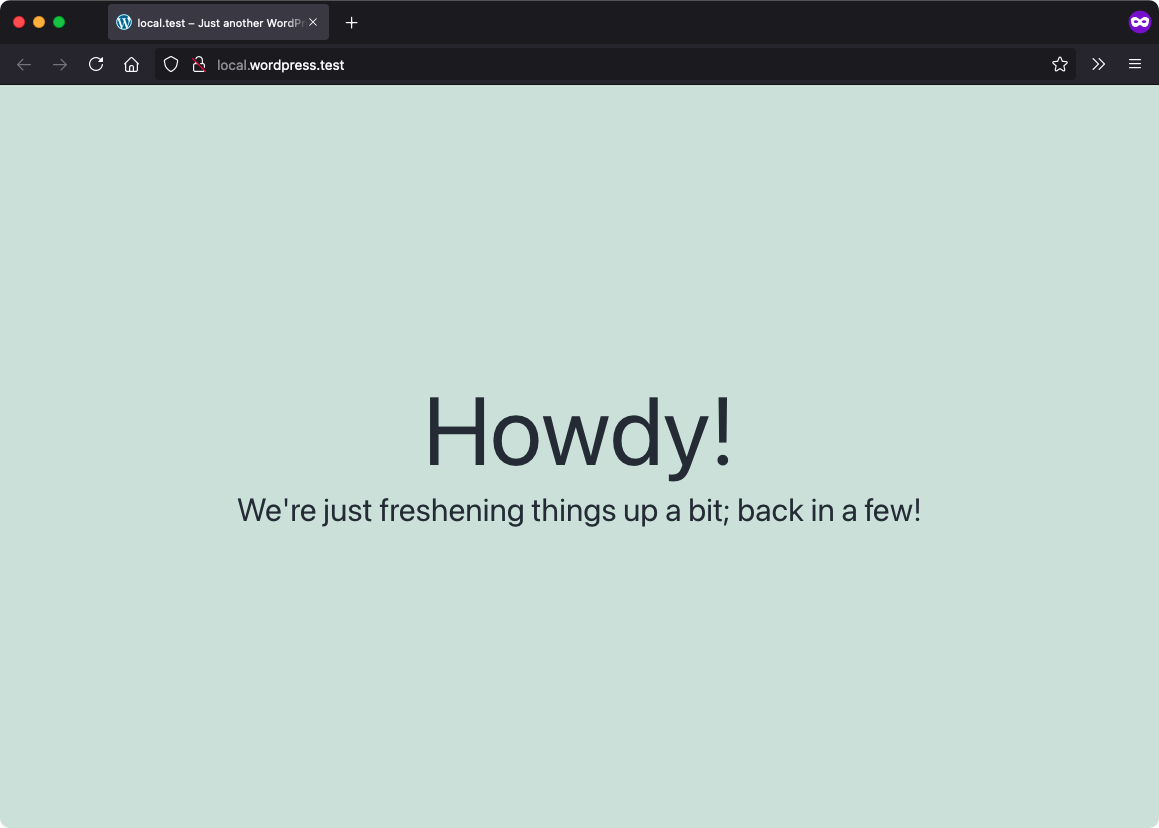 local.test – Just another WordPr
local.wordpress.test
Howdy!
We're just freshening things up a bit; back in a few!